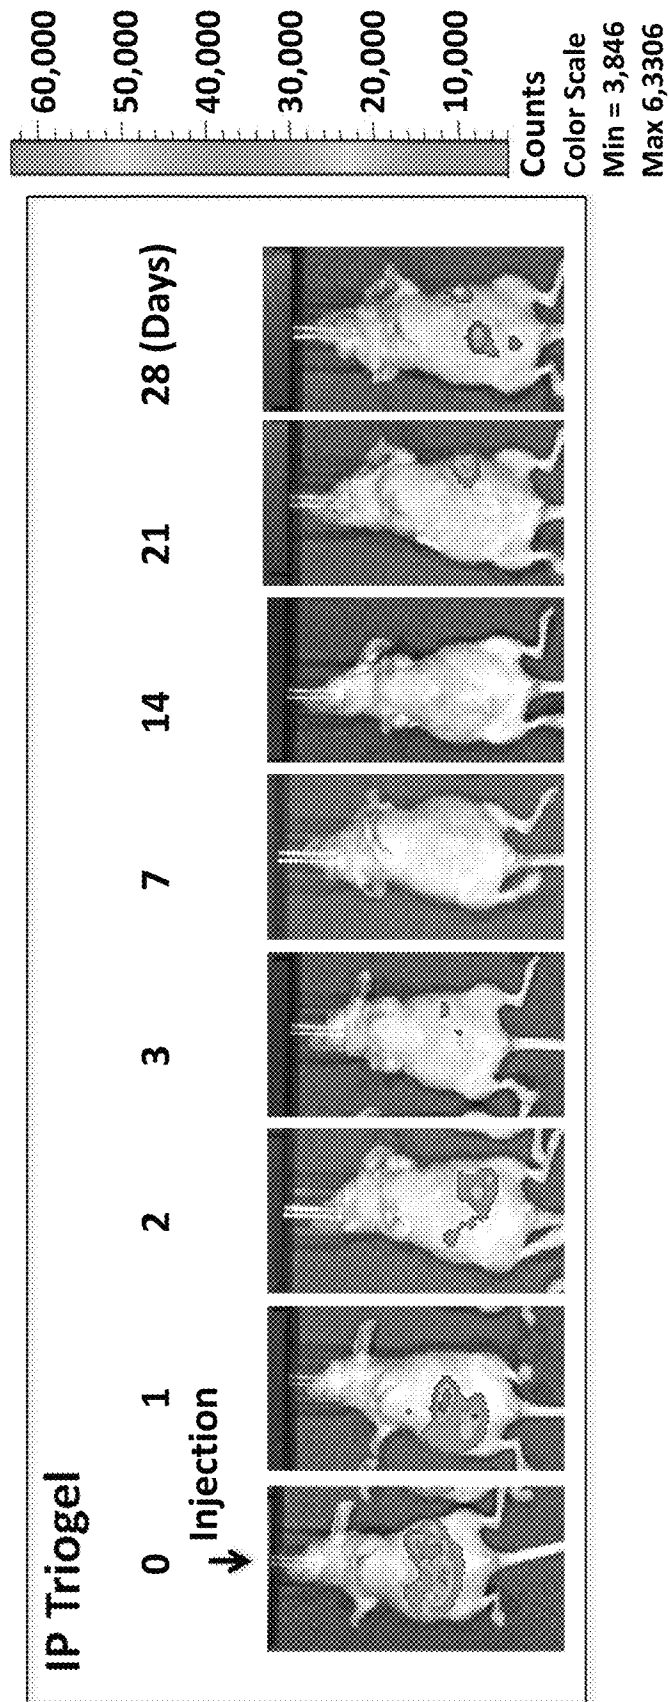 IP Triogel
0 1 2 3 7 14 21 28 (Days)
Injection
60,000
50,000
40,000
30,000
20,000
10,000
Counts
Color Scale
Min = 3,846
Max 6,3306